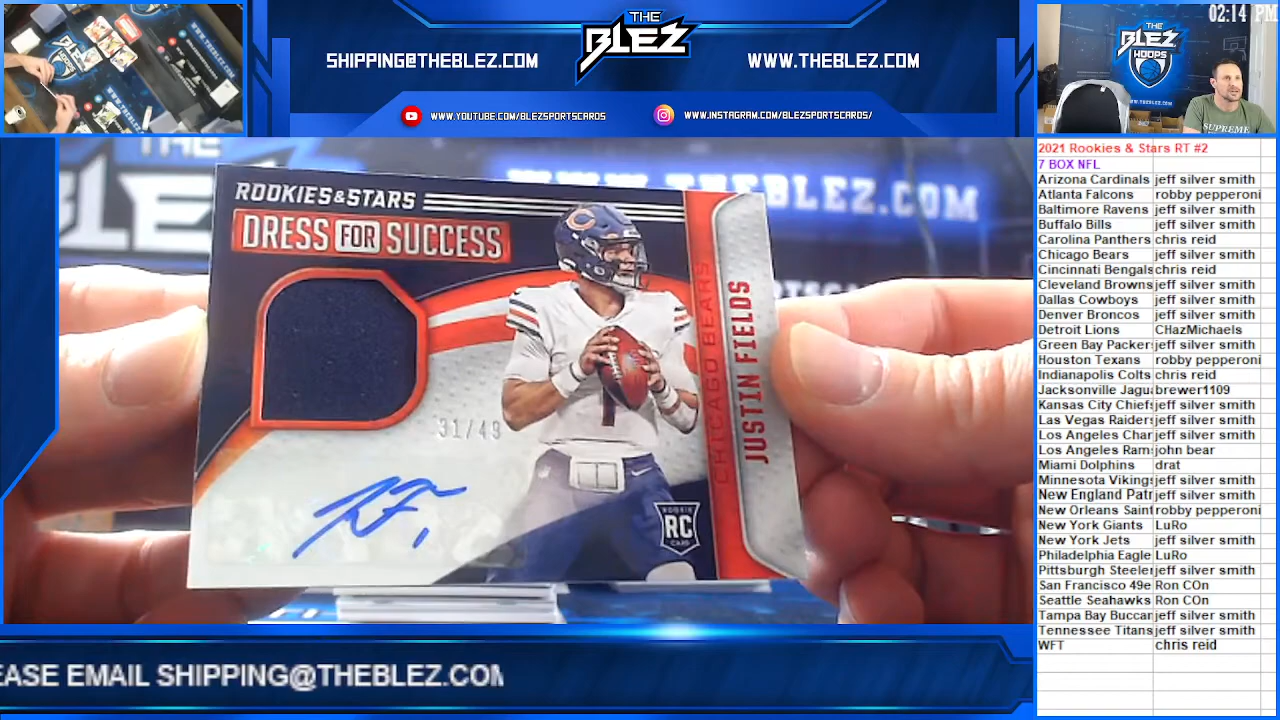 02:14 PM
THE
BLEZ
SHIPPING@THEBLEZ.COM
WWW.THEBLEZ.COM
WWW.YOUTUBE.COM/BLEZSPORTSCARDS
WWW.INSTAGRAM.COM/BLEZSPORTSCARDS/
THE
BLEZ
HOOPS
SUPREME
WWW.THEBLEZ.COM
ROOKIES&STARS
DRESS FOR SUCCESS
CHICAGO BEARS
JUSTIN FIELDS
31/49
1
ROOKIE
RC
CARD
EASE EMAIL SHIPPING@THEBLEZ.COM
2021 Rookies & Stars RT #2
7 BOX NFL
Arizona Cardinals jeff silver smith
Atlanta Falcons robby pepperoni
Baltimore Ravens jeff silver smith
Buffalo Bills jeff silver smith
Carolina Panthers chris reid
Chicago Bears jeff silver smith
Cincinnati Bengals chris reid
Cleveland Browns jeff silver smith
Dallas Cowboys jeff silver smith
Denver Broncos jeff silver smith
Detroit Lions CHazMichaels
Green Bay Packer jeff silver smith
Houston Texans robby pepperoni
Indianapolis Colts chris reid
Jacksonville Jagua brewer1109
Kansas City Chiefs jeff silver smith
Las Vegas Raiders jeff silver smith
Los Angeles Char jeff silver smith
Los Angeles Rams john bear
Miami Dolphins drat
Minnesota Vikings jeff silver smith
New England Patr jeff silver smith
New Orleans Saint robby pepperoni
New York Giants LuRo
New York Jets jeff silver smith
Philadelphia Eagle LuRo
Pittsburgh Steeler jeff silver smith
San Francisco 49e Ron COn
Seattle Seahawks Ron COn
Tampa Bay Buccan jeff silver smith
Tennessee Titans jeff silver smith
WFT chris reid